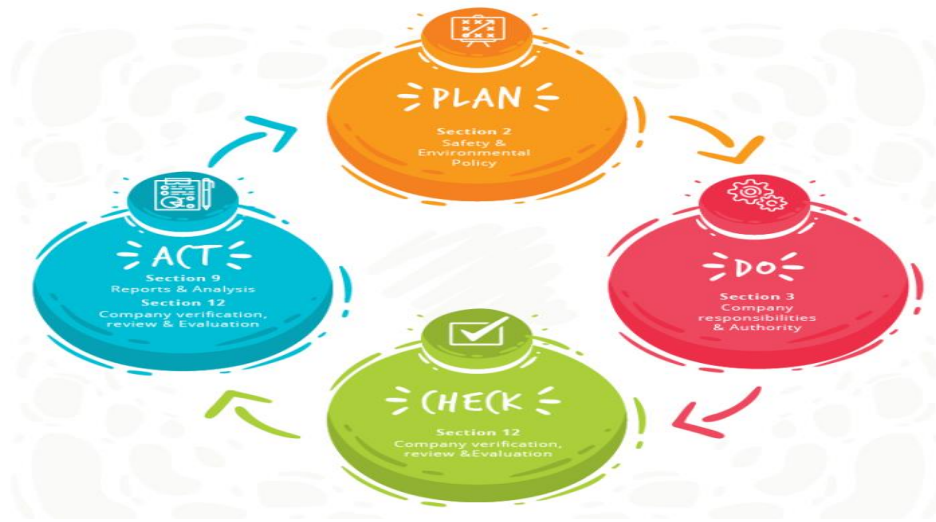 PLAN
Section 2
Safety &
Environmental
Policy
DO
Section 3
Company
responsibilities
& Authority
CHECK
Section 12
Company verification,
review &Evaluation
ACT
Section 9
Reports & Analysis
Section 12
Company verification,
review & Evaluation